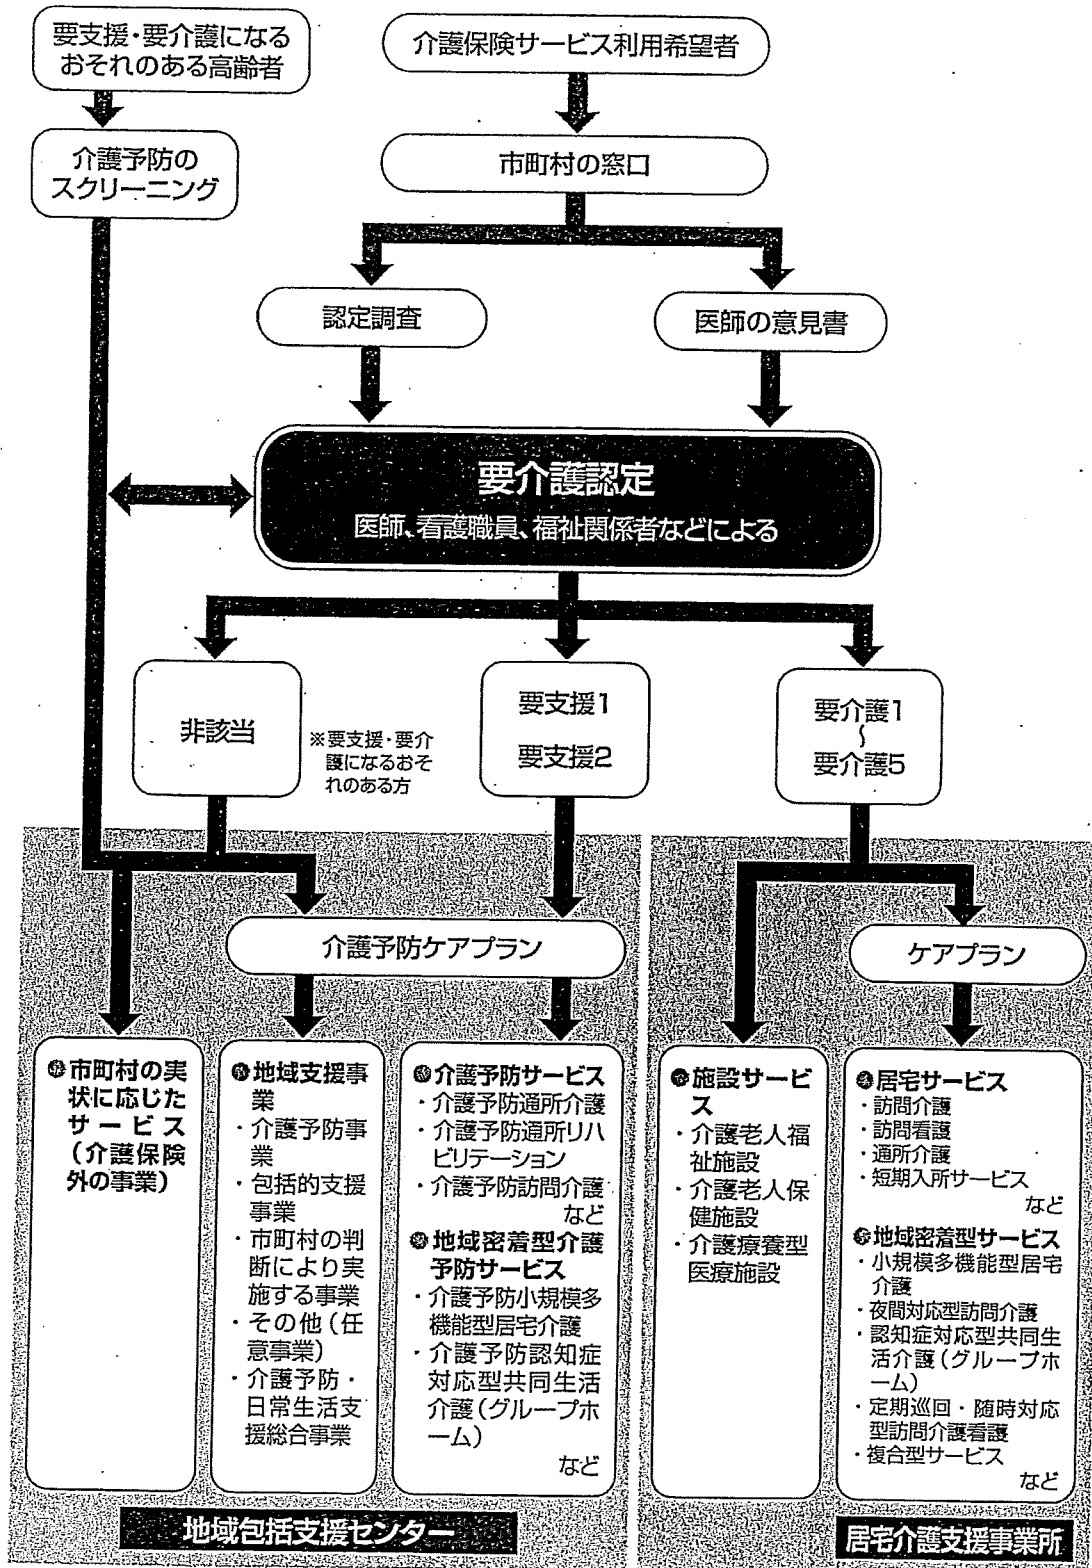 要支援・要介護になる
おそれのある高齢者
介護保険サービス利用希望者
介護予防の
スクリーニング
市町村の窓口
認定調査
医師の意見書
要介護認定
医師、看護職員、福祉関係者などによる
非該当
※要支援・要介
護になるおそ
れのある方
要支援1
要支援2
要介護1
〜
要介護5
介護予防ケアプラン
ケアプラン
市町村の実
状に応じた
サービス
(介護保険
外の事業)
地域支援事
業
・介護予防事
業
・包括的支援
事業
・市町村の判
断により実
施する事業
・その他(任
意事業)
・介護予防・
日常生活支
援総合事業
介護予防サービス
・介護予防通所介護
・介護予防通所リハ
ビリテーション
・介護予防訪問介護
など
地域密着型介護
予防サービス
・介護予防小規模多
機能型居宅介護
・介護予防認知症
対応型共同生活
介護(グループホ
ーム)
など
施設サービ
ス
・介護老人福
祉施設
・介護老人保
健施設
・介護療養型
医療施設
居宅サービス
・訪問介護
・訪問看護
・通所介護
・短期入所サービス
など
地域密着型サービス
・小規模多機能型居宅
介護
・夜間対応型訪問介護
・認知症対応型共同生
活介護(グループホ
ーム)
・定期巡回・随時対応
型訪問介護看護
・複合型サービス
など
地域包括支援センター
居宅介護支援事業所